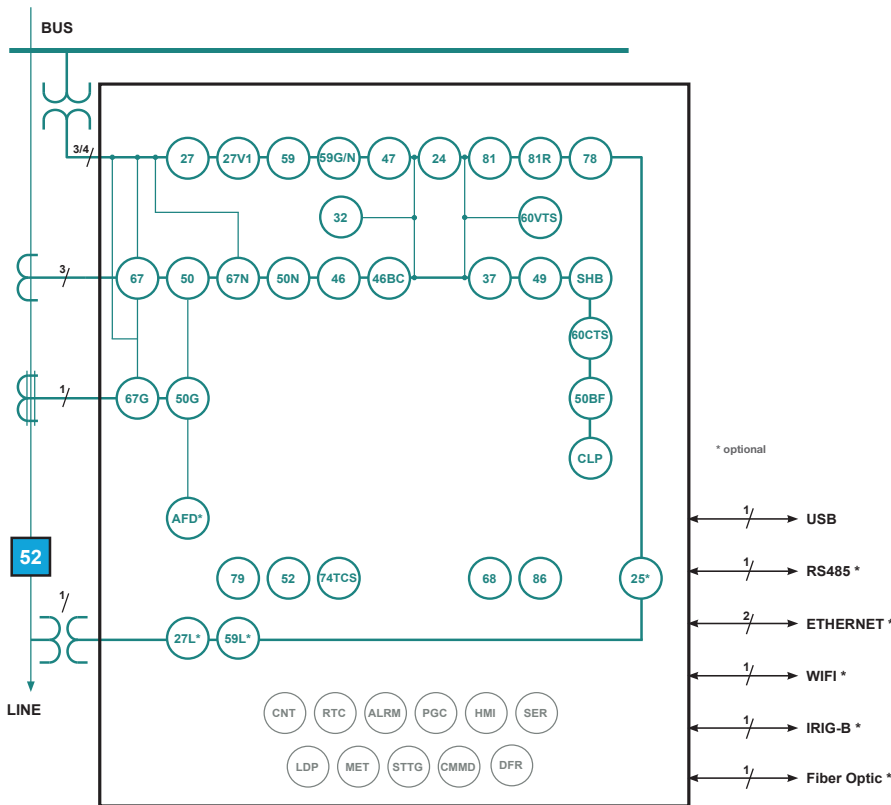 BUS
3/4
27 27V1 59 59G/N 47 24 81 81R 78
32 60VTS
3
67 50 67N 50N 46 46BC 37 49 SHB
60CTS
1
67G 50G 50BF
* optional
CLP
AFD*
1
USB
52
79 52 74TCS 68 86 25*
1
RS485 *
1
2
ETHERNET *
27L* 59L*
1
WIFI *
LINE
CNT RTC ALRM PGC HMI SER
1
IRIG-B *
LDP MET STTG CMMD DFR
1
Fiber Optic *